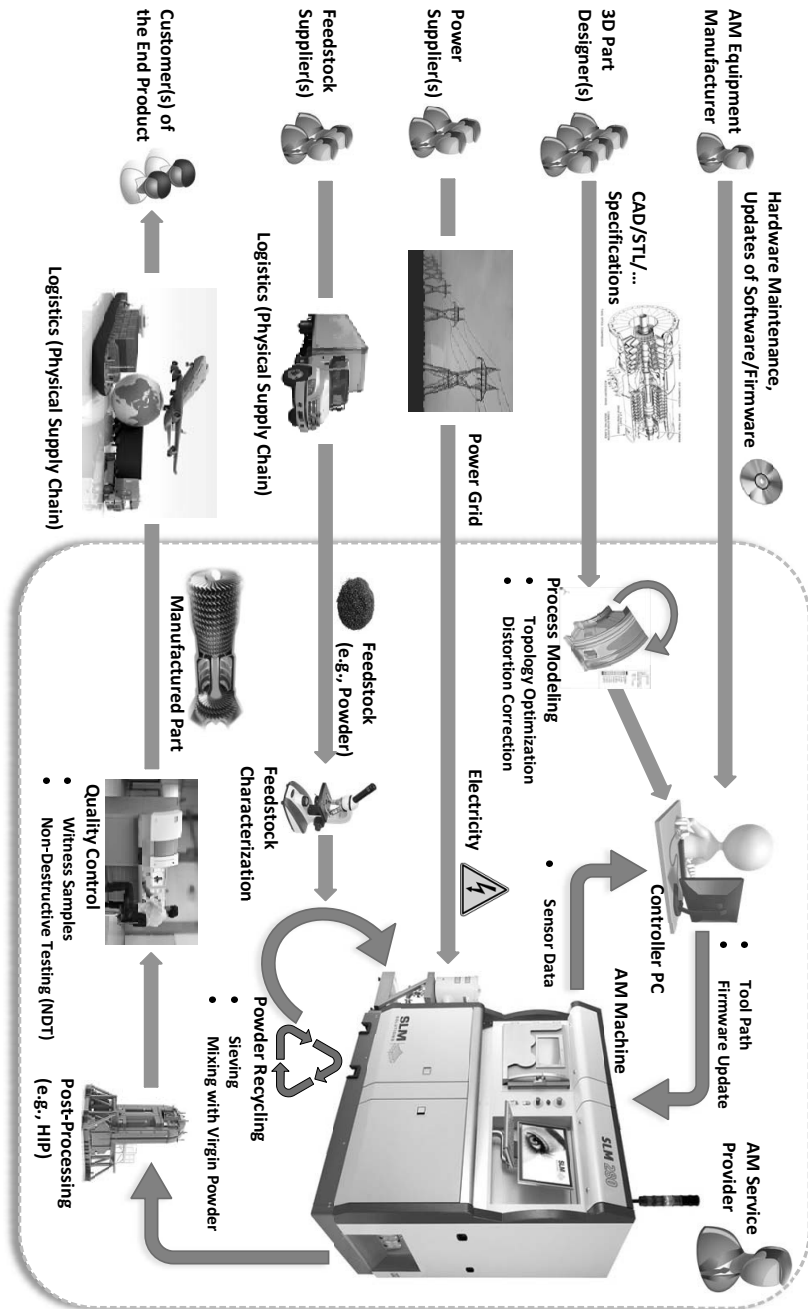 AM Equipment
Manufacturer
Hardware Maintenance,
Updates of Software/Firmware
3D Part
Designer(s)
CAD/STL/...
Specifications
Power
Supplier(s)
Power Grid
Feedstock
Supplier(s)
Logistics (Physical Supply Chain)
Customer(s) of
the End Product
Logistics (Physical Supply Chain)
AM Service
Provider
Controller PC
• Tool Path
• Firmware Update
• Sensor Data
AM Machine
Process Modeling
• Topology Optimization
• Distortion Correction
Electricity
Feedstock
(e.g., Powder)
Feedstock
Characterization
Powder Recycling
• Sieving
• Mixing with Virgin Powder
SLM
SLM
SLM 280
Manufactured Part
Quality Control
• Witness Samples
• Non-Destructive Testing (NDT)
Post-Processing
(e.g., HIP)